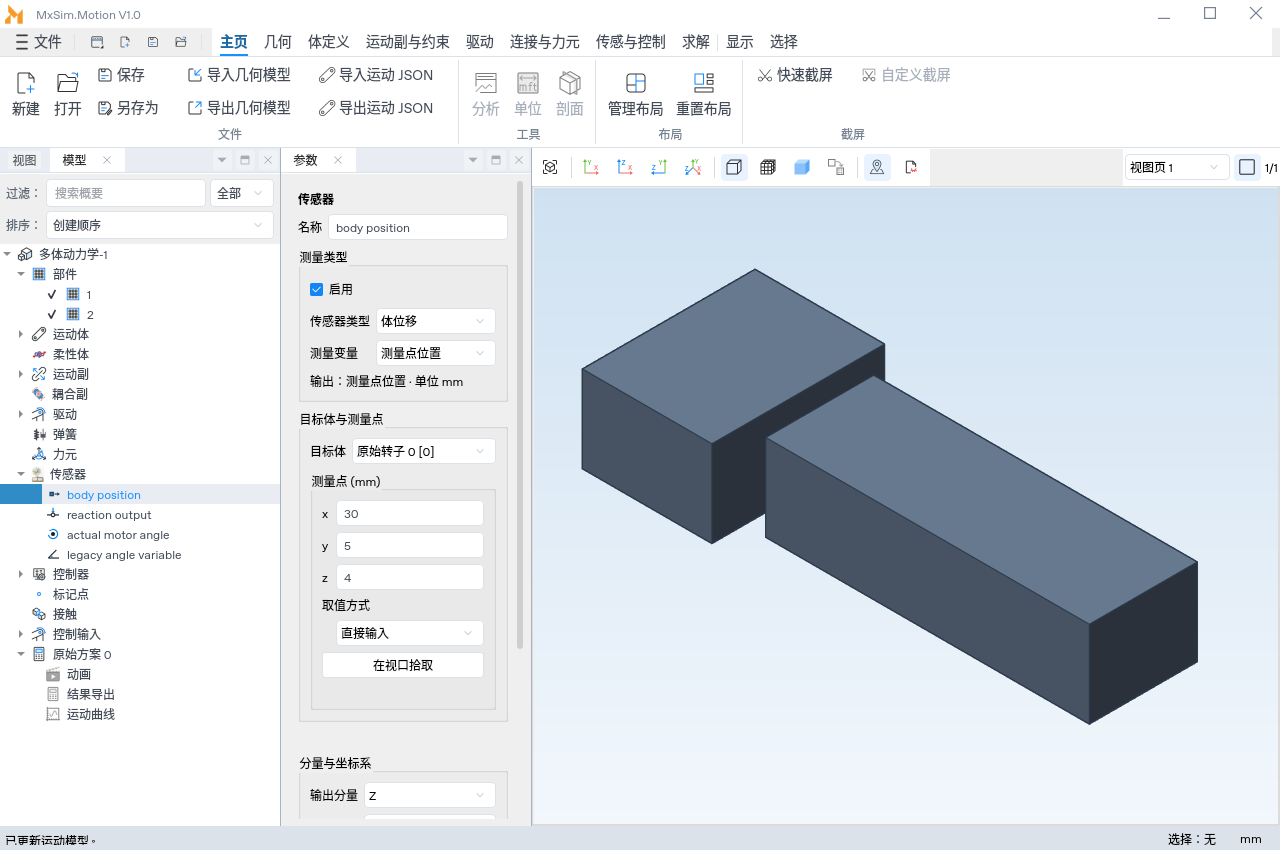 MxSim.Motion V1.0
文件
主页 几何 体定义 运动副与约束 驱动 连接与力元 传感与控制 求解 显示 选择
新建 打开 保存 另存为 导入几何模型 导出几何模型 导入运动 JSON 导出运动 JSON
文件
分析 单位 剖面
mft
工具
管理布局 重置布局
布局
快速截屏 自定义截屏
截屏
视图 模型
过滤： 搜索概要 全部
排序： 创建顺序
多体动力学-1
部件
1
2
运动体
柔性体
运动副
耦合副
驱动
弹簧
力元
传感器
body position
reaction output
actual motor angle
legacy angle variable
控制器
标记点
接触
控制输入
原始方案 0
动画
结果导出
运动曲线
参数
传感器
名称 body position
测量类型
启用
传感器类型 体位移
测量变量 测量点位置
输出：测量点位置 · 单位 mm
目标体与测量点
目标体 原始转子 0 [0]
测量点 (mm)
x 30
y 5
z 4
取值方式
直接输入
在视口拾取
分量与坐标系
输出分量 Z
视图页 1
1/1
已更新运动模型。
选择：无 mm